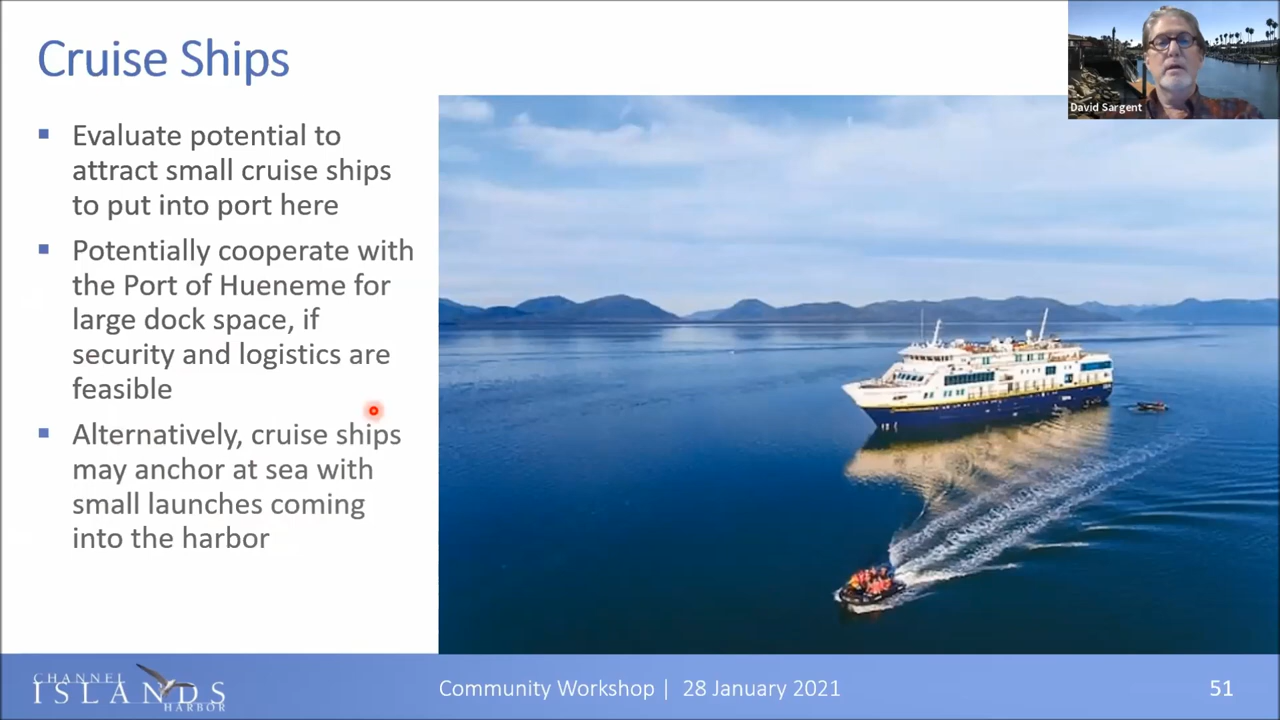 Cruise Ships
David Sargent
▪ Evaluate potential to
attract small cruise ships
to put into port here
▪ Potentially cooperate with
the Port of Hueneme for
large dock space, if
security and logistics are
feasible
▪ Alternatively, cruise ships
may anchor at sea with
small launches coming
into the harbor
CHANNEL
ISLANDS
HARBOR
Community Workshop | 28 January 2021
51